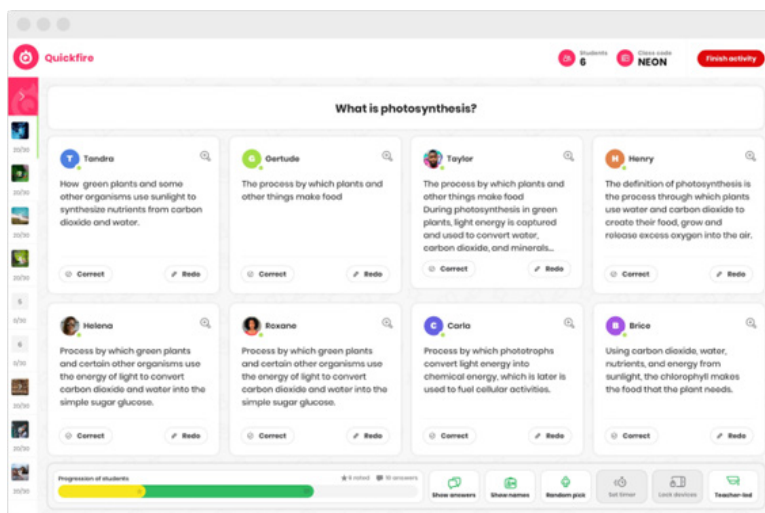 Quickfire
Students
6
Class code
NEON
Finish activity
What is photosynthesis?
T Tandra
How green plants and some
other organisms use sunlight to
synthesize nutrients from carbon
dioxide and water.
Correct Redo
G Gertude
The process by which plants and
other things make food
Correct Redo
Taylor
The process by which plants and
other things make food
During photosynthesis in green
plants, light energy is captured
and used to convert water,
carbon dioxide, and minerals...
Correct Redo
H Henry
The definition of photosynthesis is
the process through which plants
use water and carbon dioxide to
create their food, grow and
release excess oxygen into the air.
Correct Redo
Helena
Process by which green plants
and certain other organisms use
the energy of light to convert
carbon dioxide and water into the
simple sugar glucose.
Correct Redo
Roxane
Process by which green plants
and certain other organisms use
the energy of light to convert
carbon dioxide and water into the
simple sugar glucose.
Correct Redo
C Carla
Process by which phototrophs
convert light energy into
chemical energy, which is later is
used to fuel cellular activities.
Correct Redo
B Brice
Using carbon dioxide, water,
nutrients, and energy from
sunlight, the chlorophyll makes
the food that the plant needs.
Correct Redo
Progression of students
6 rated
answers
Show answers
Show names
Random pick
Set timer
Lock devices
Teacher-led